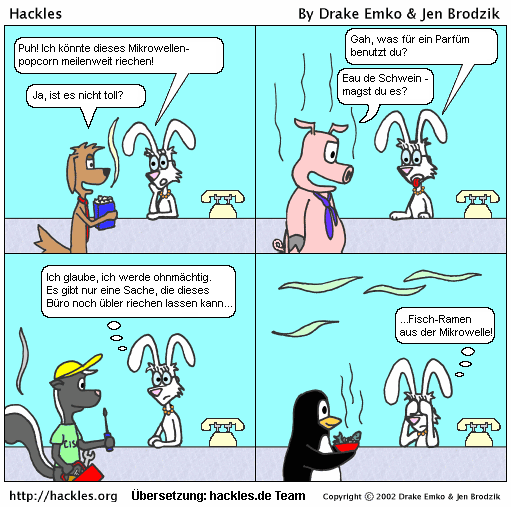 Hackles
By Drake Emko & Jen Brodzik
Puh! Ich könnte dieses Mikrowellen-
popcorn meilenweit riechen!
Ja, ist es nicht toll?
Gah, was für ein Parfüm
benutzt du?
Eau de Schwein -
magst du es?
Ich glaube, ich werde ohnmächtig.
Es gibt nur eine Sache, die dieses
Büro noch übler riechen lassen kann...
...Fisch-Ramen
aus der Mikrowelle!
http://hackles.org
Übersetzung: hackles.de Team
Copyright © 2002 Drake Emko & Jen Brodzik